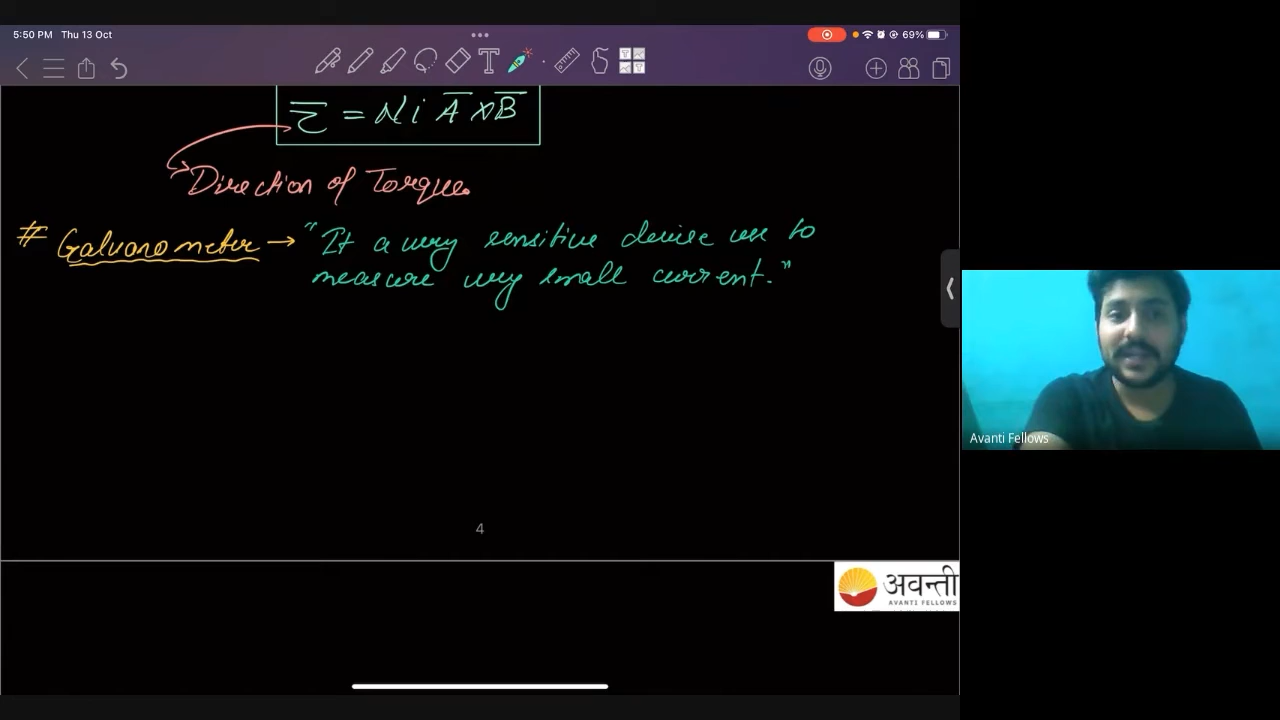 5:50 PM Thu 13 Oct
69%
τ̅ = N i A̅ × B̅
Direction of Torque
# Galvanometer → "It a very sensitive device use to
measure very small current."
4
अवन्ती
AVANTI FELLOWS
Avanti Fellows